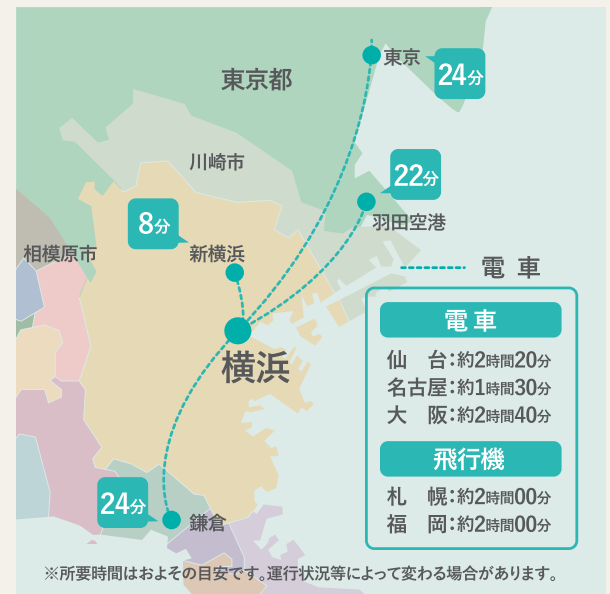 東京
24分
東京都
川崎市
22分
8分
羽田空港
相模原市
新横浜
電車
横浜
電車
仙　台：約2時間20分
名古屋：約1時間30分
大　阪：約2時間40分
飛行機
札　幌：約2時間00分
福　岡：約2時間00分
24分
鎌倉
※所要時間はおよその目安です。運行状況等によって変わる場合があります。